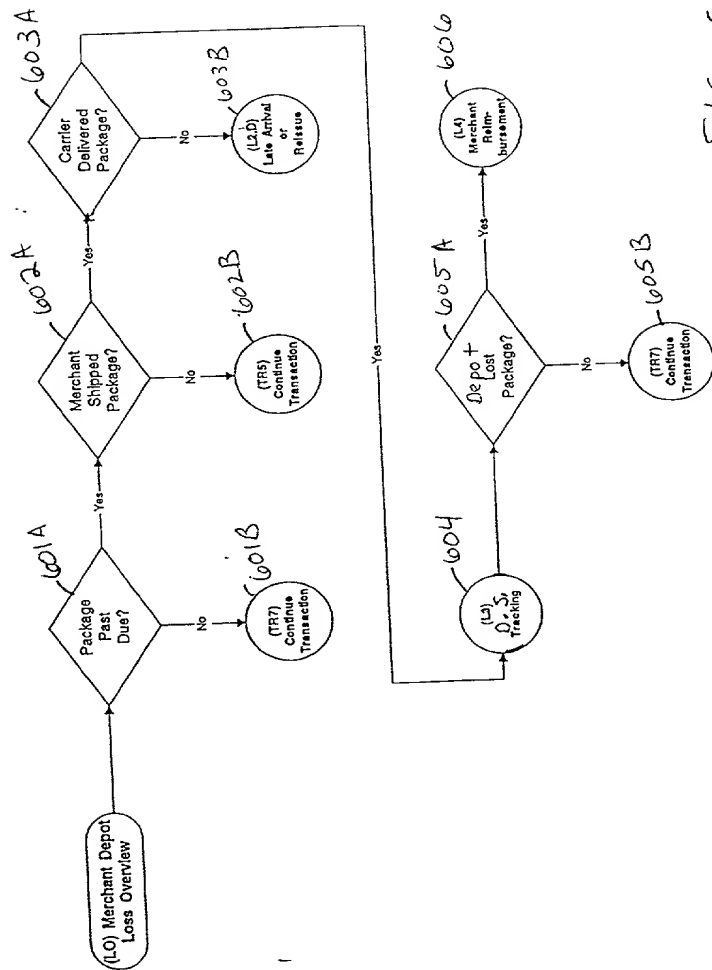 (LO) Merchant Depot
Loss Overview
601A
Package
Past
Due?
Yes
No
601B
(TR7)
Continue
Transaction
602A
Merchant
Shipped
Package?
Yes
No
602B
(TR5)
Continue
Transaction
603A
Carrier
Delivered
Package?
No
603B
(L2,D)
Late Arrival
or
Reissue
Yes
604
(L3)
D.S.
Tracking
605A
Depot
Lost
Package?
Yes
No
605B
(TR7)
Continue
Transaction
606
(L4)
Merchant
Reim-
bursement